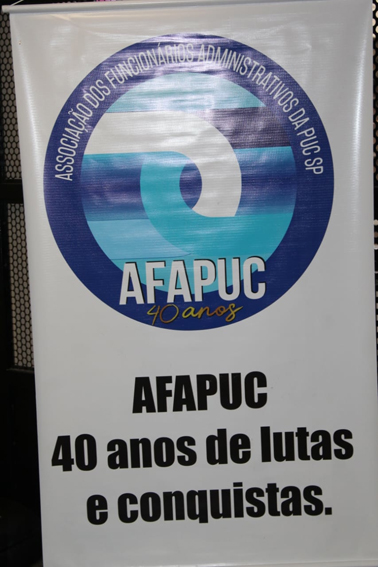 ASSOCIAÇÃO DOS FUNCIONÁRIOS ADMINISTRATIVOS DA PUC SP
AFAPUC
40 anos
AFAPUC
40 anos de lutas
e conquistas.